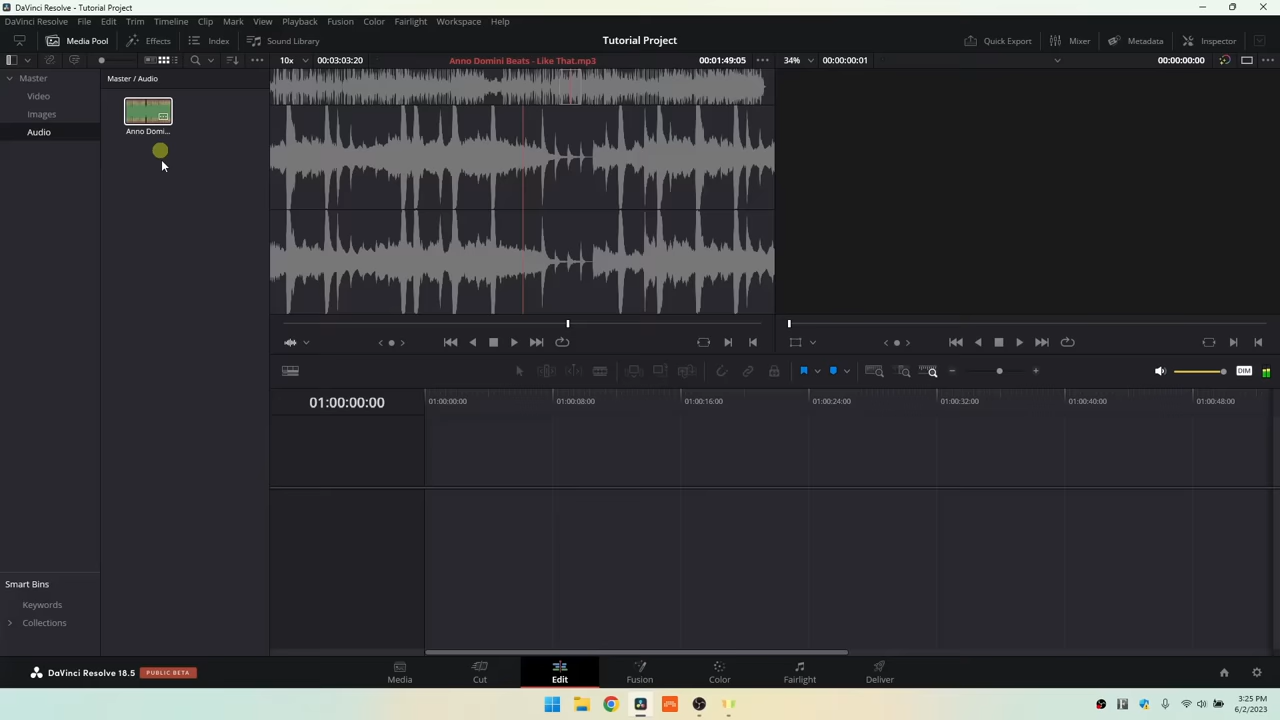 DaVinci Resolve - Tutorial Project
DaVinci Resolve File Edit Trim Timeline Clip Mark View Playback Fusion Color Fairlight Workspace Help
Media Pool Effects Index Sound Library Tutorial Project Quick Export Mixer Metadata Inspector
10x 00:03:03:20 Anno Domini Beats - Like That.mp3 00:01:49:05 34% 00:00:00:01 00:00:00:00
Master Master / Audio
Video
Images
Audio
Anno Domi...
DIM
01:00:00:00 01:00:00:00 01:00:08:00 01:00:16:00 01:00:24:00 01:00:32:00 01:00:40:00 01:00:48:00
Smart Bins
Keywords
Collections
DaVinci Resolve 18.5 PUBLIC BETA Media Cut Edit Fusion Color Fairlight Deliver
3:25 PM
6/2/2023